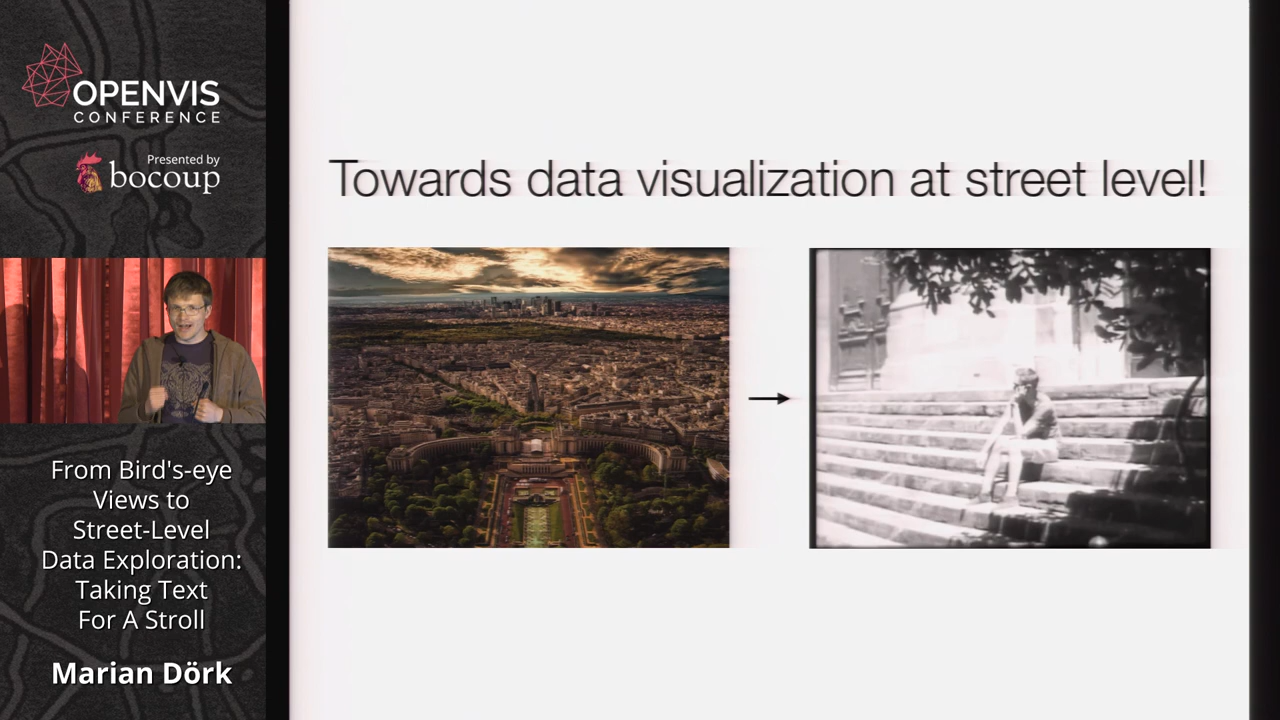 OPENVIS
CONFERENCE
Presented by
bocoup
From Bird's-eye
Views to
Street-Level
Data Exploration:
Taking Text
For A Stroll
Marian Dörk
Towards data visualization at street level!